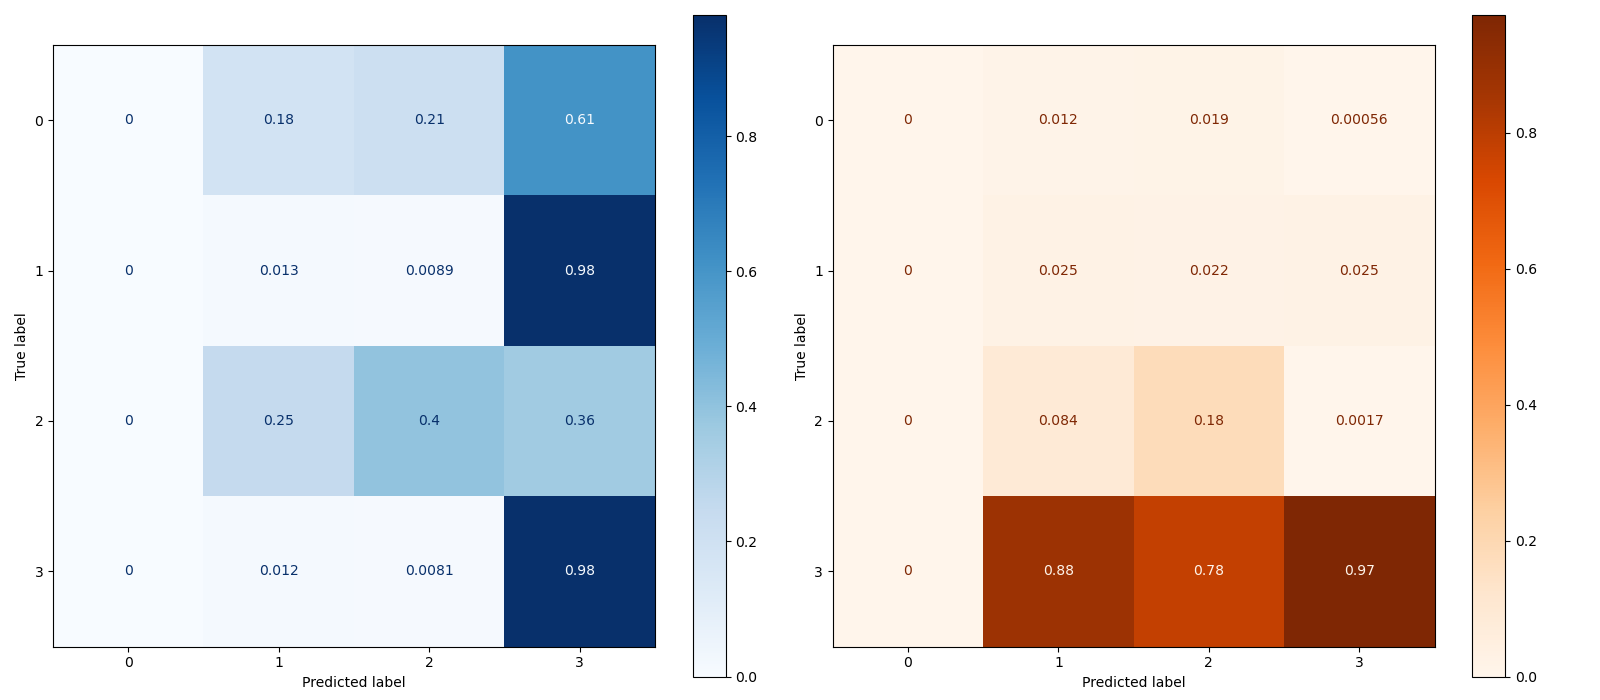 0 0.18 0.21 0.61
0
1 0 0.013 0.0089 0.98
2 0 0.25 0.4 0.36
3 0 0.012 0.0081 0.98
0 1 2 3
Predicted label
True label
0.8
0.6
0.4
0.2
0.0
0 0 0.012 0.019 0.00056
1 0 0.025 0.022 0.025
2 0 0.084 0.18 0.0017
3 0 0.88 0.78 0.97
0 1 2 3
Predicted label
True label
0.8
0.6
0.4
0.2
0.0